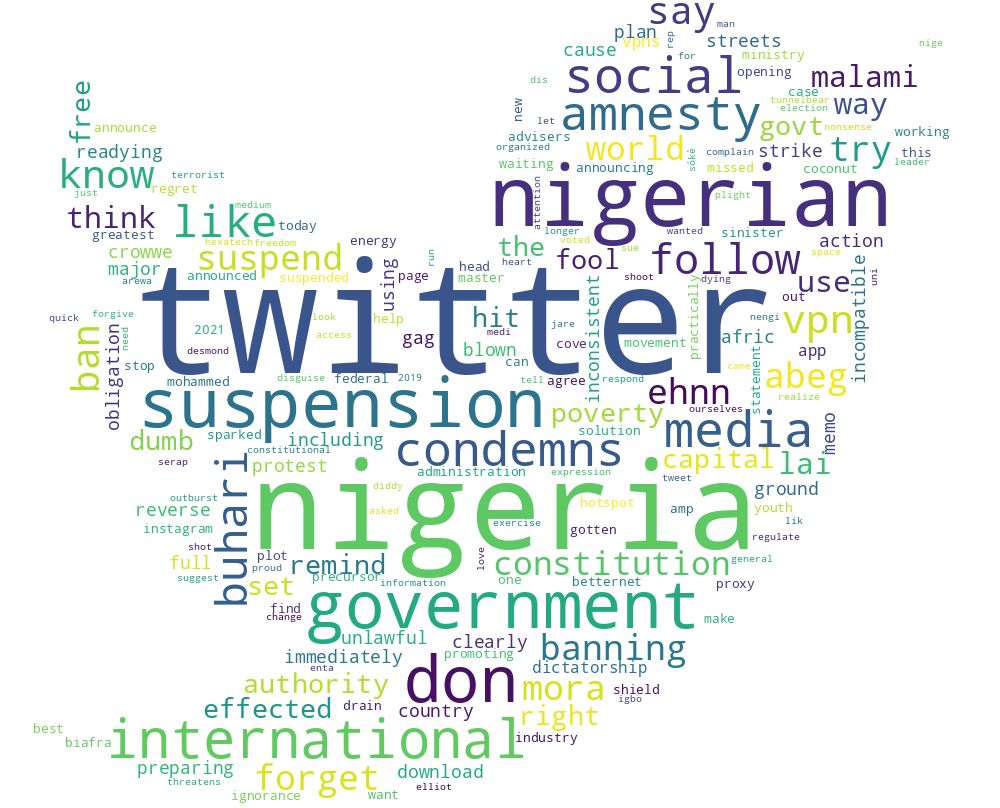 say
man
plan
rep
streets
nige
cause
vpns
for
ministry
social
opening
malami
free
dis
case
new
tunnelbear
amnesty
election
way
announce
let
govt
nonsense
advisers
working
readying
organized
world
sókè
complain
strike
try
this
know
terrorist
waiting
announcing
missed
coconut
leader
just
regret
nigerian
plight
attention
think
like
medium
today
longer
voted
wanted
sinister
greatest
hexatech
freedom
the
sue
action
crowwe
suspend
energy
run
fool
follow
space
major
announced
suspended
using
page
head
heart
master
shoot
dying
use
out
uni
arewa
twitter
incompatible
quick
forgive
look
help
hit
jare
inconsistent
practically
nengi
vpn
ban
obligation
2021
need
access
gag
medi
cove
movement
afric
app
stop
blown
can
came
desmond
mohammed
disguise
federal
2019
tell
agree
respond
abeg
statement
realize
suspension
ehnn
ourselves
dumb
sparked
including
poverty
solution
media
memo
serap
constitutional
protest
condemns
administration
expression
tweet
capital
lai
buhari
outburst
diddy
nigeria
hotspot
ground
reverse
asked
exercise
amp
youth
lik
instagram
gotten
regulate
shot
full
plot
proud
remind
love
constitution
general
suggest
set
precursor
information
one
betternet
proxy
find
change
government
make
unlawful
clearly
banning
immediately
promoting
enta
don
dictatorship
authority
mora
shield
igbo
effected
drain
country
right
best
biafra
international
industry
preparing
threatens
forget
download
ignorance
want
elliot